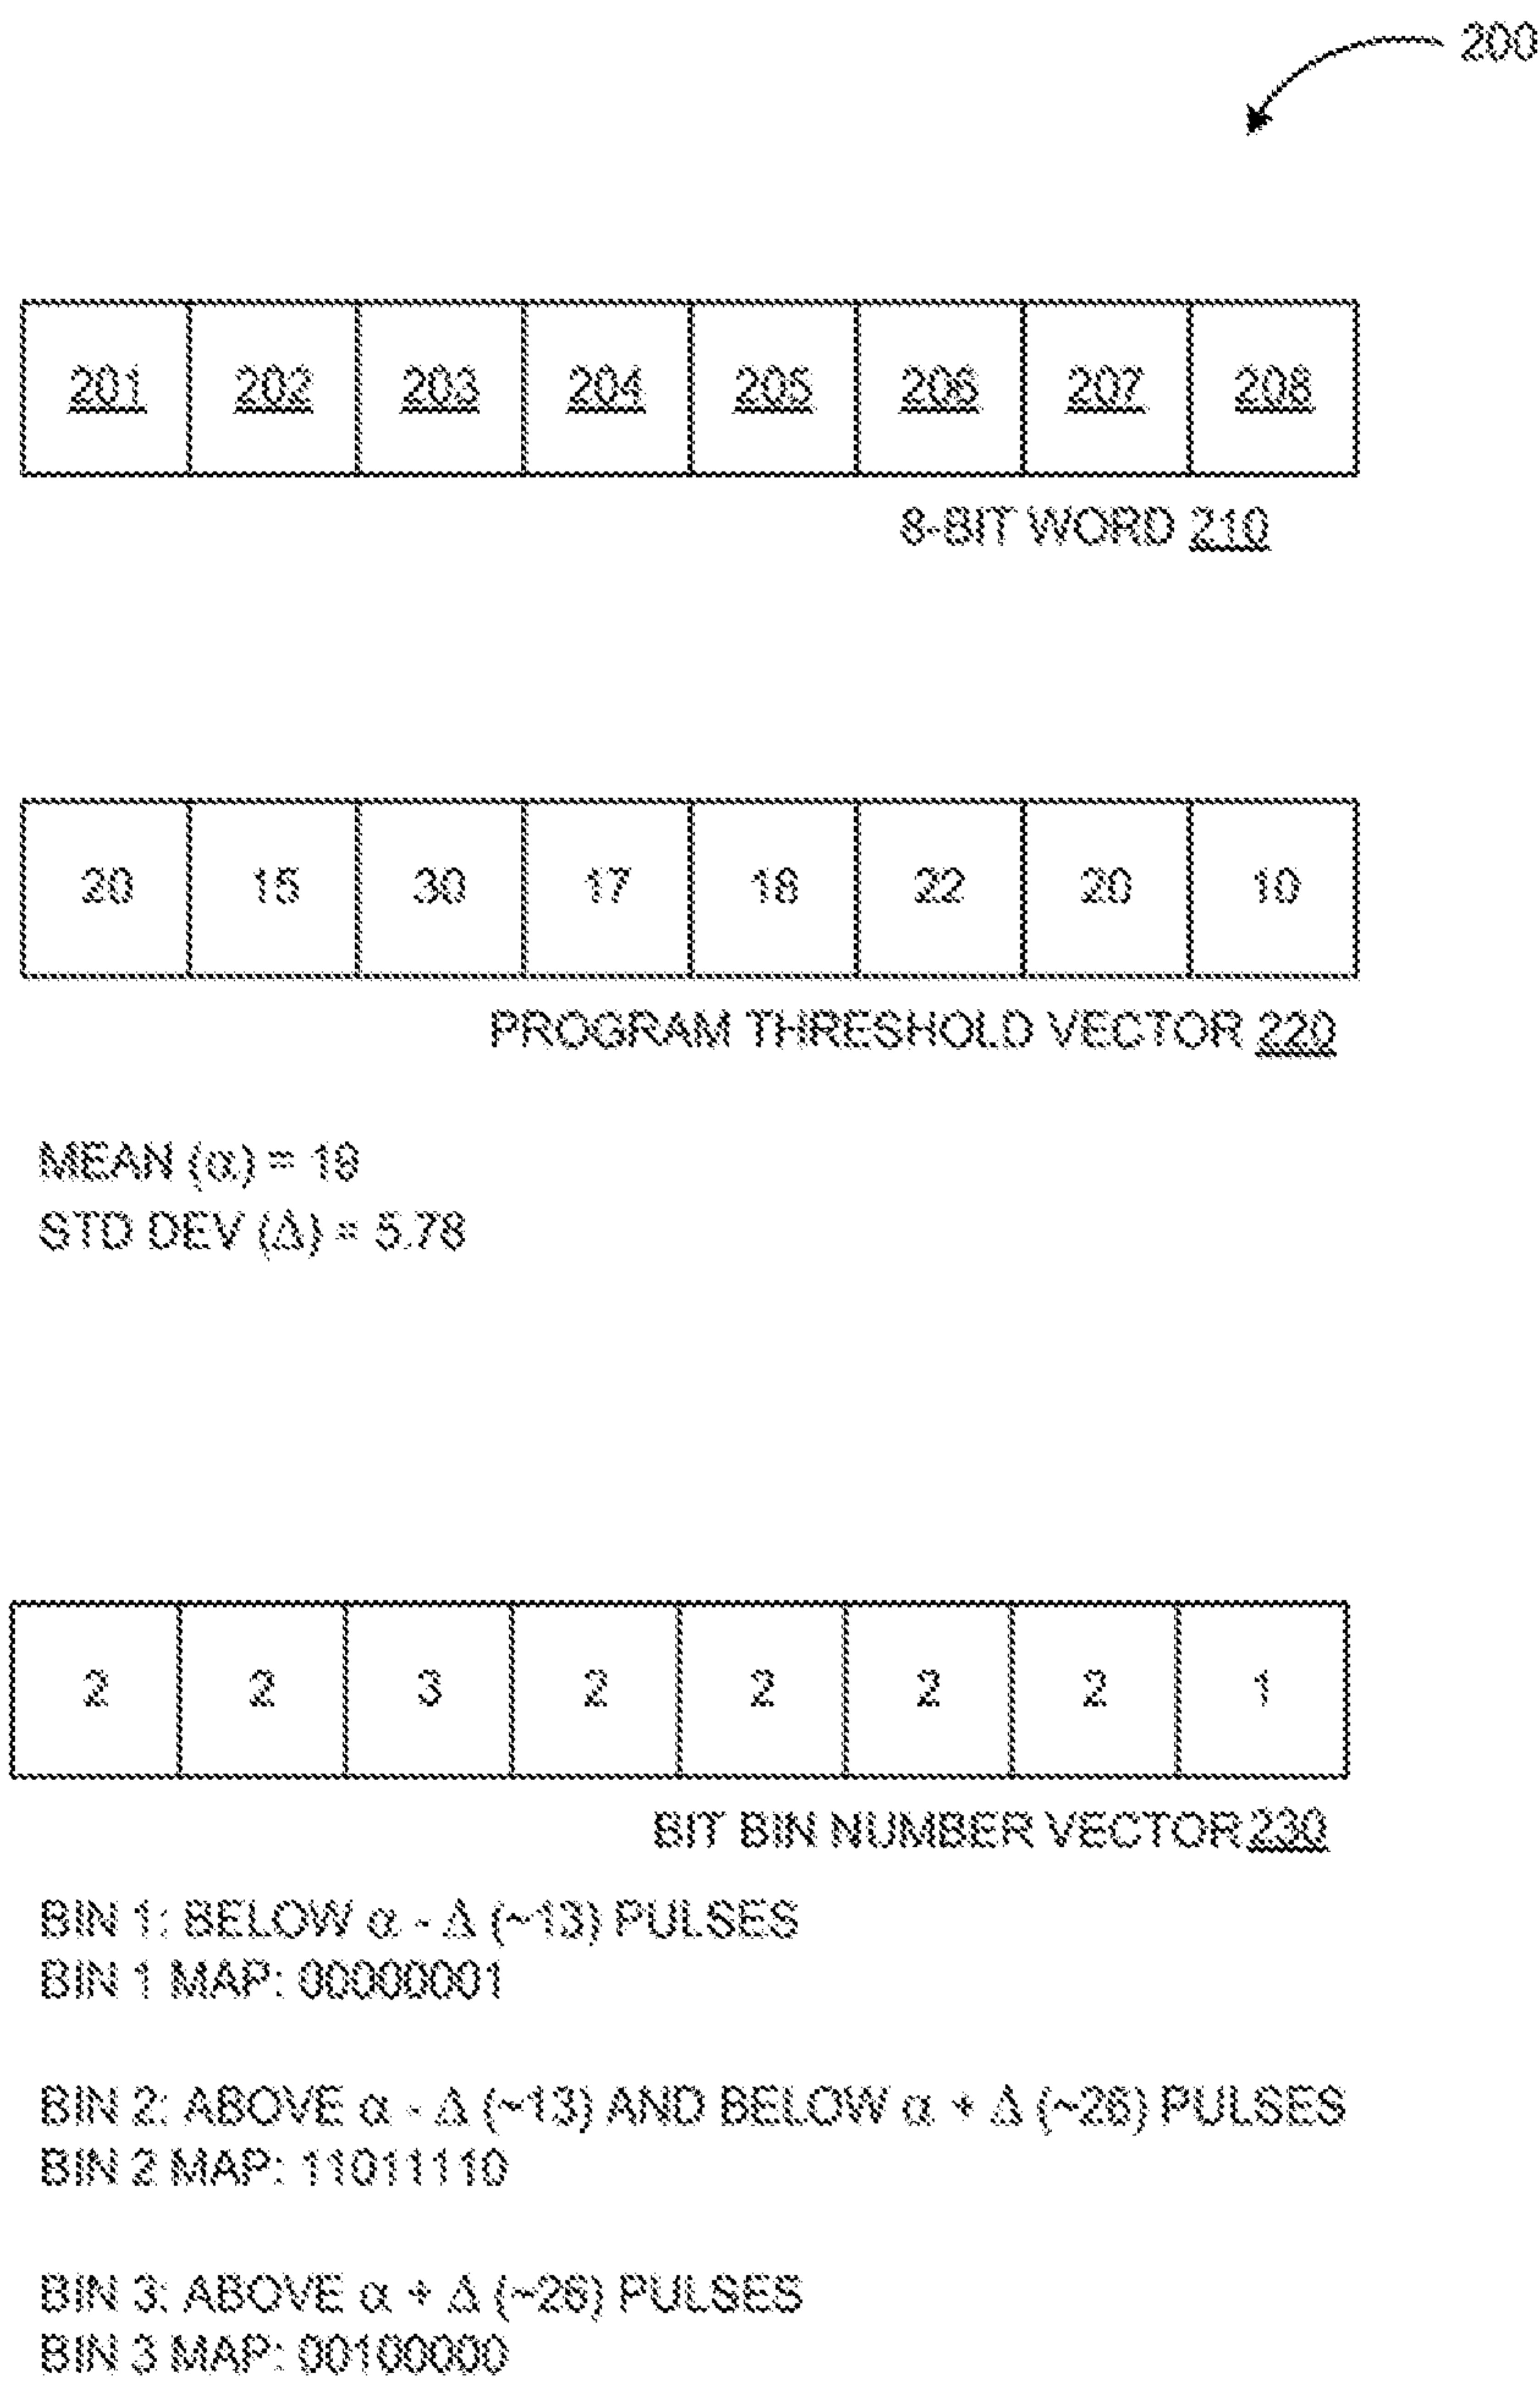 200
201 202 203 204 205 206 207 208
8-BIT WORD 210
20 15 30 17 18 22 20 10
PROGRAM THRESHOLD VECTOR 220
MEAN (α) = 19
STD DEV (Δ) = 5.78
2 2 3 2 2 2 2 1
BIT BIN NUMBER VECTOR 230
BIN 1: BELOW α - Δ (~13) PULSES
BIN 1 MAP: 00000001
BIN 2: ABOVE α - Δ (~13) AND BELOW α + Δ (~26) PULSES
BIN 2 MAP: 11011110
BIN 3: ABOVE α + Δ (~26) PULSES
BIN 3 MAP: 00100000